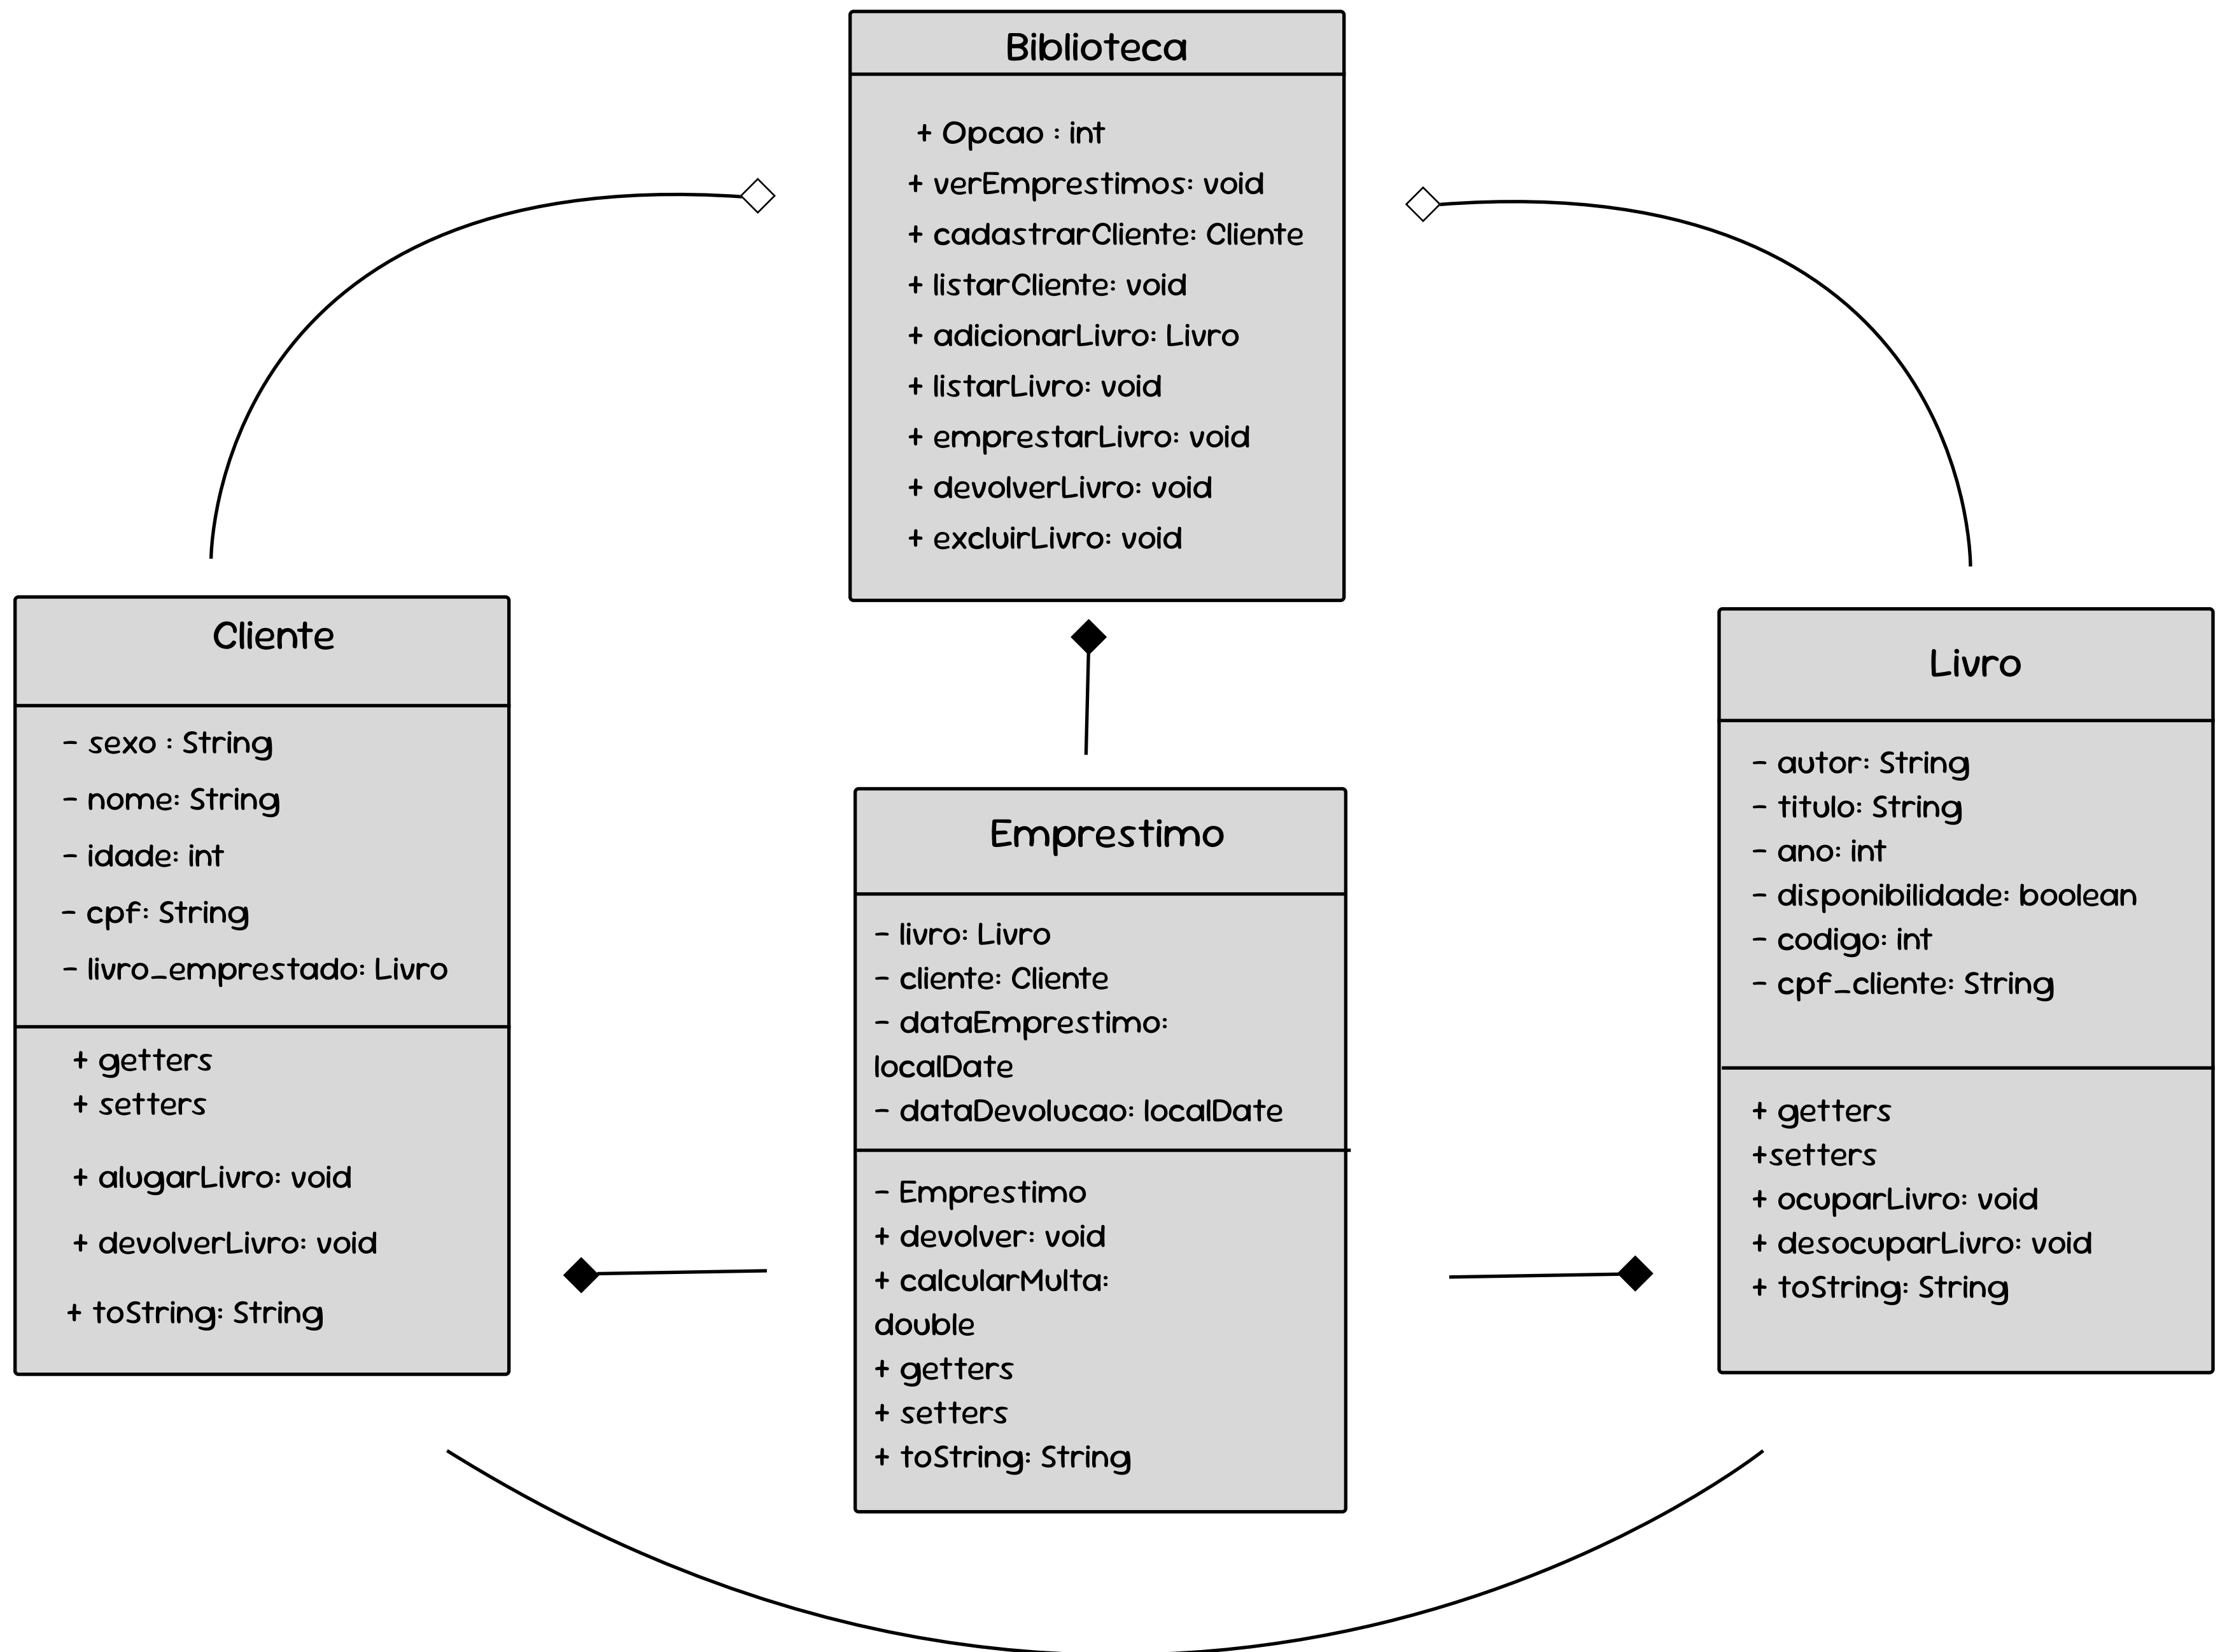 Biblioteca
+ Opcao : int
+ verEmprestimos: void
+ cadastrarCliente: Cliente
+ listarCliente: void
+ adicionarLivro: Livro
+ listarLivro: void
+ emprestarLivro: void
+ devolverLivro: void
+ excluirLivro: void
Cliente
- sexo : String
- nome: String
- idade: int
- cpf: String
- livro_emprestado: Livro
+ getters
+ setters
+ alugarLivro: void
+ devolverLivro: void
+ toString: String
Emprestimo
- livro: Livro
- cliente: Cliente
- dataEmprestimo:
localDate
- dataDevolucao: localDate
- Emprestimo
+ devolver: void
+ calcularMulta:
double
+ getters
+ setters
+ toString: String
Livro
- autor: String
- titulo: String
- ano: int
- disponibilidade: boolean
- codigo: int
- cpf_cliente: String
+ getters
+setters
+ ocuparLivro: void
+ desocuparLivro: void
+ toString: String